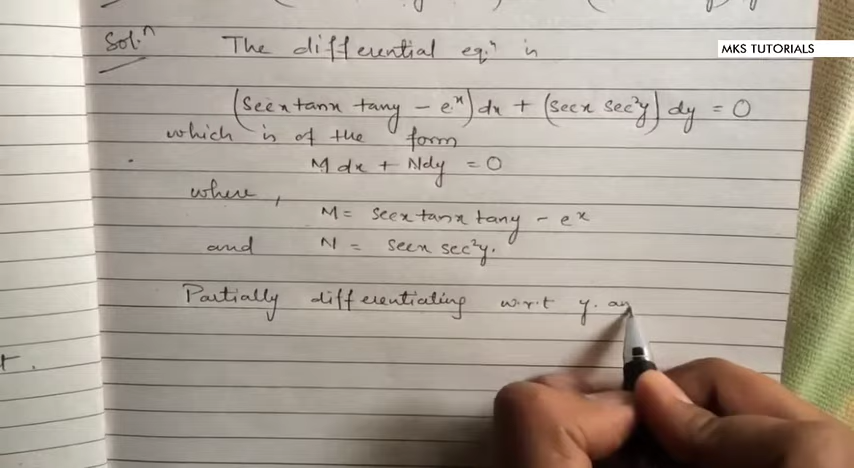 Sol.ⁿ The differential eqⁿ is
MKS TUTORIALS
(secx tanx tany − eˣ) dx + (secx sec²y) dy = 0
which is of the form
M dx + N dy = 0
where,
M = secx tanx tany − eˣ
and N = secx sec²y.
Partially differentiating w.r.t y. an
t.